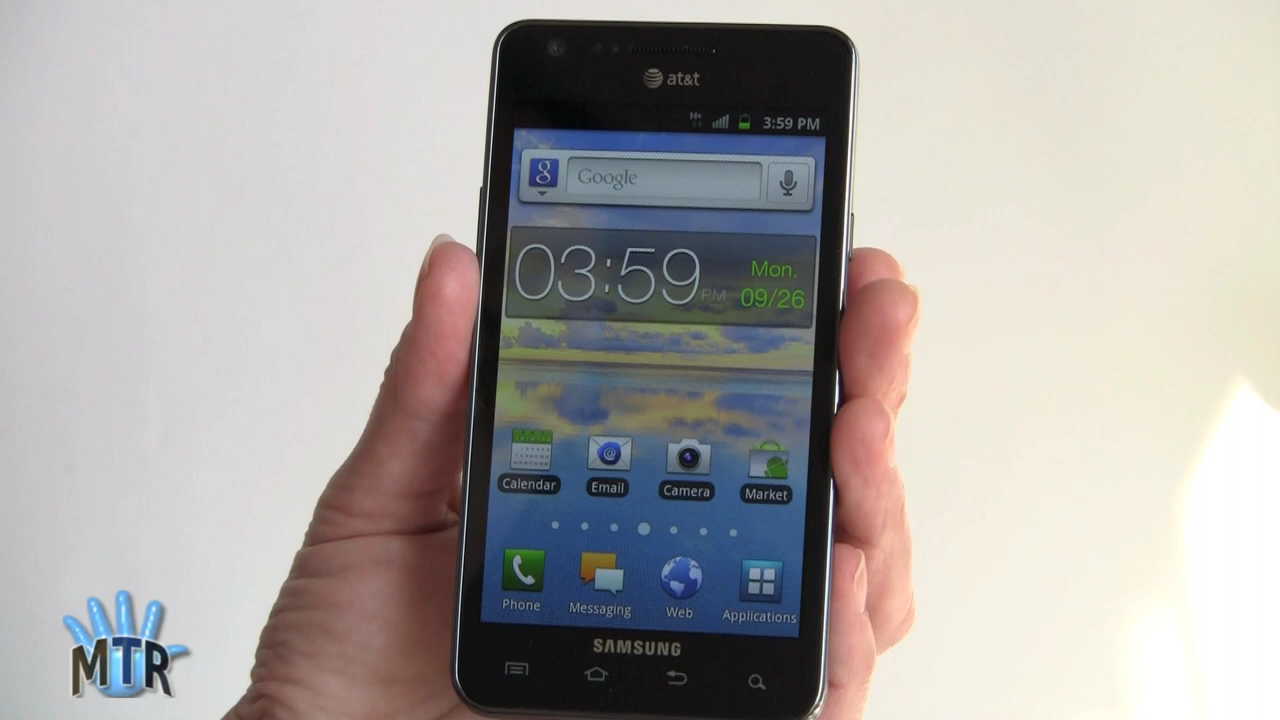 at&t
H+
3:59 PM
g
Google
03:59 PM
Mon.
09/26
Calendar
Email
Camera
Market
Phone
Messaging
Web
Applications
SAMSUNG
MTR